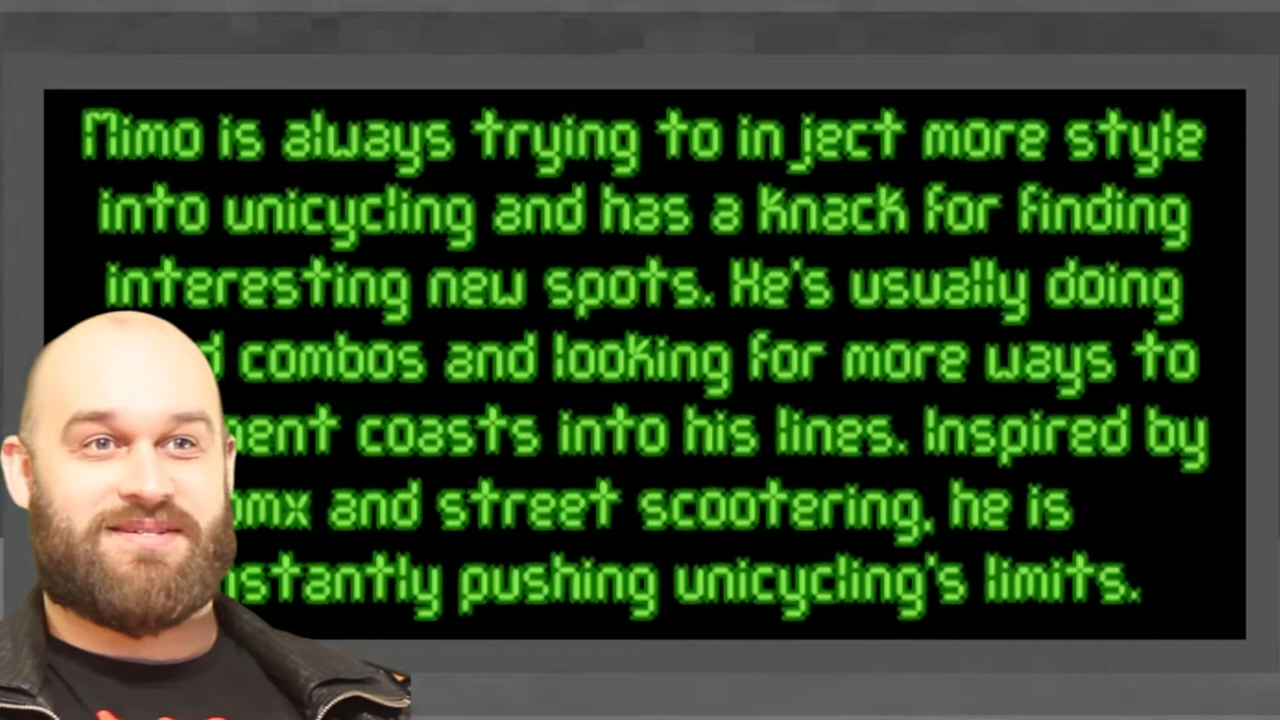 Mimo is always trying to inject more style
into unicycling and has a knack for finding
interesting new spots. He's usually doing
combos and looking for more ways to
into his lines. Inspired by
coasts
bmx and street scootering, he is
pushing unicycling's limits.